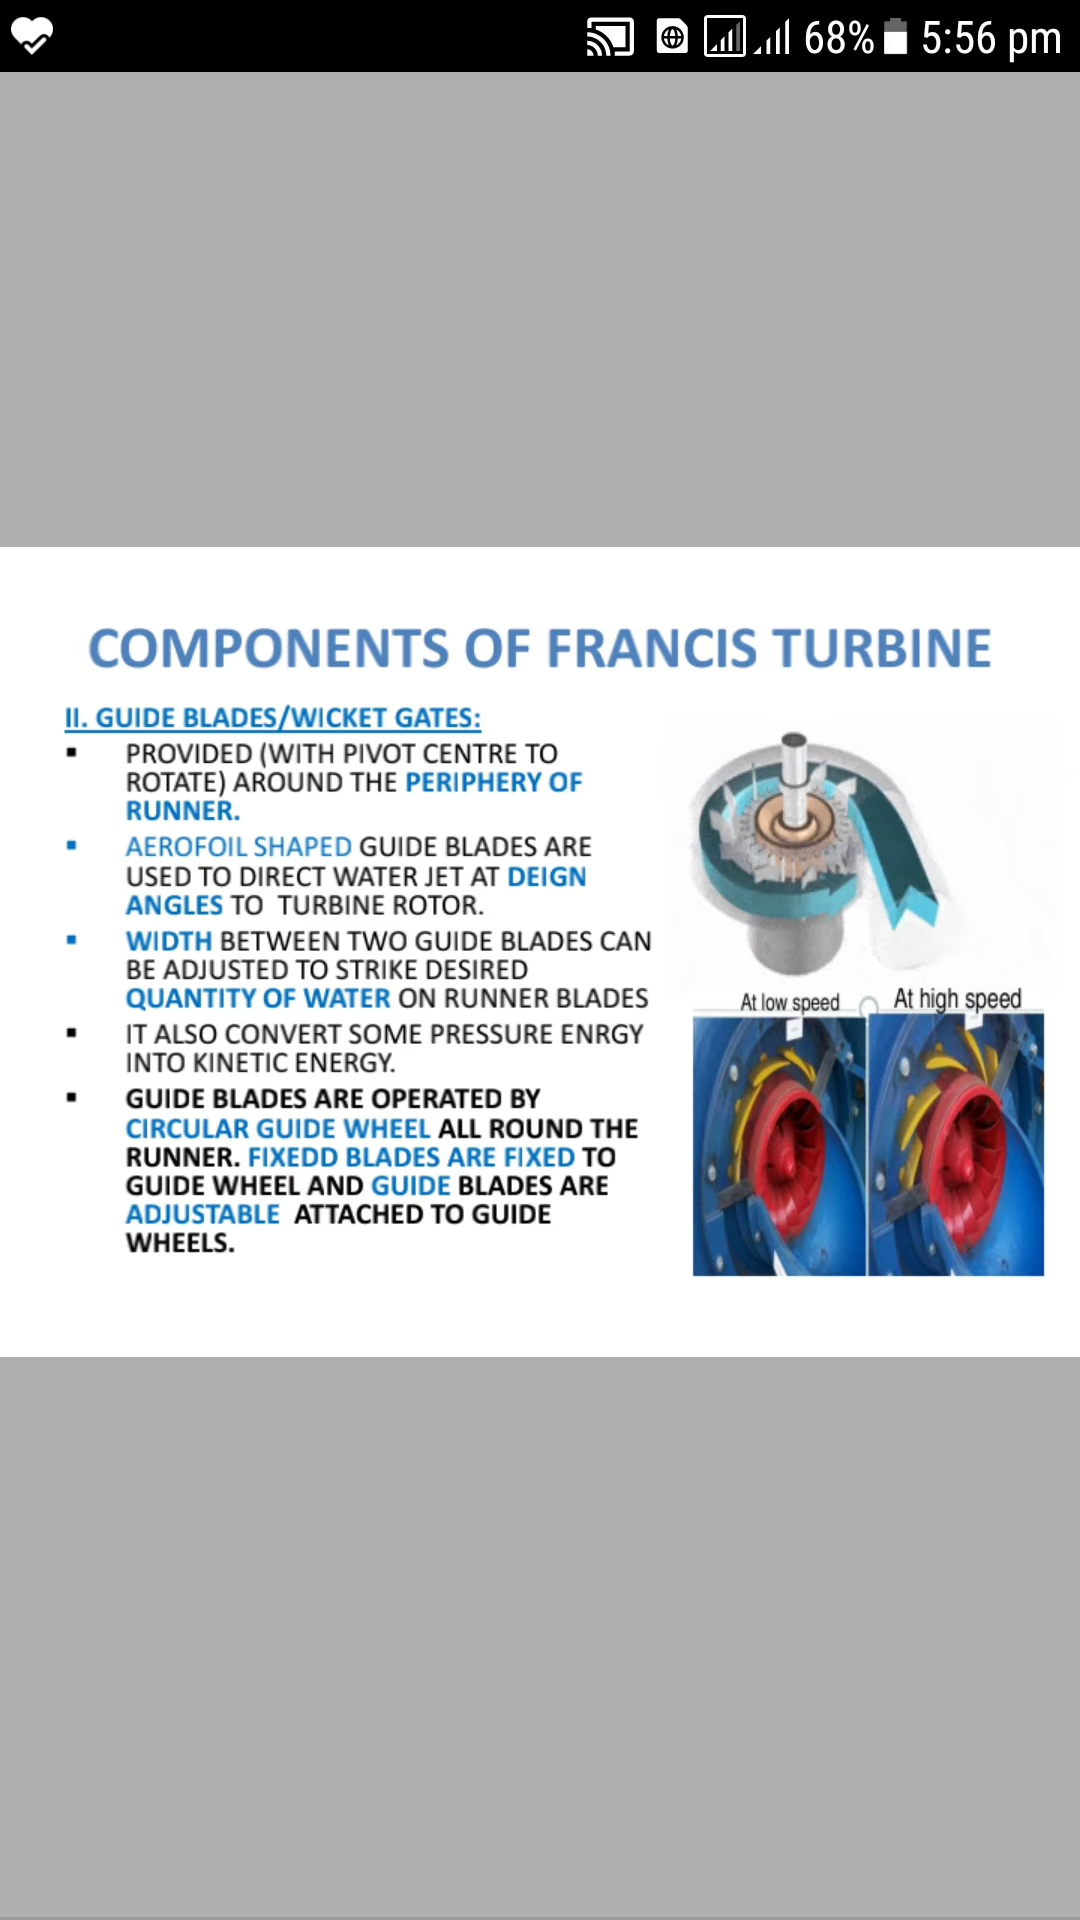 68% 5:56 pm
COMPONENTS OF FRANCIS TURBINE
II. GUIDE BLADES/WICKET GATES:
▪ PROVIDED (WITH PIVOT CENTRE TO
ROTATE) AROUND THE PERIPHERY OF
RUNNER.
▪ AEROFOIL SHAPED GUIDE BLADES ARE
USED TO DIRECT WATER JET AT DEIGN
ANGLES TO TURBINE ROTOR.
▪ WIDTH BETWEEN TWO GUIDE BLADES CAN
BE ADJUSTED TO STRIKE DESIRED
QUANTITY OF WATER ON RUNNER BLADES
▪ IT ALSO CONVERT SOME PRESSURE ENRGY
INTO KINETIC ENERGY.
▪ GUIDE BLADES ARE OPERATED BY
CIRCULAR GUIDE WHEEL ALL ROUND THE
RUNNER. FIXEDD BLADES ARE FIXED TO
GUIDE WHEEL AND GUIDE BLADES ARE
ADJUSTABLE ATTACHED TO GUIDE
WHEELS.
At low speed
At high speed